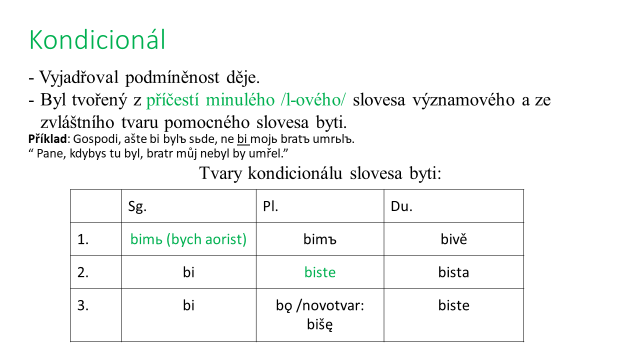 Kondicionál
- Vyjadřoval podmíněnost děje.
- Byl tvořený z příčestí minulého /l-ového/ slovesa významového a ze
zvláštního tvaru pomocného slovesa byti.
Příklad: Gospodi, ašte bi bylъ sьde, ne bi mojь bratъ umrьlъ.
“ Pane, kdybys tu byl, bratr můj nebyl by umřel.”
Tvary kondicionálu slovesa byti:
Sg. Pl. Du.
1. bimь (bych aorist) bimъ bivě
2. bi biste bista
3. bi bǫ /novotvar: biste
bišę